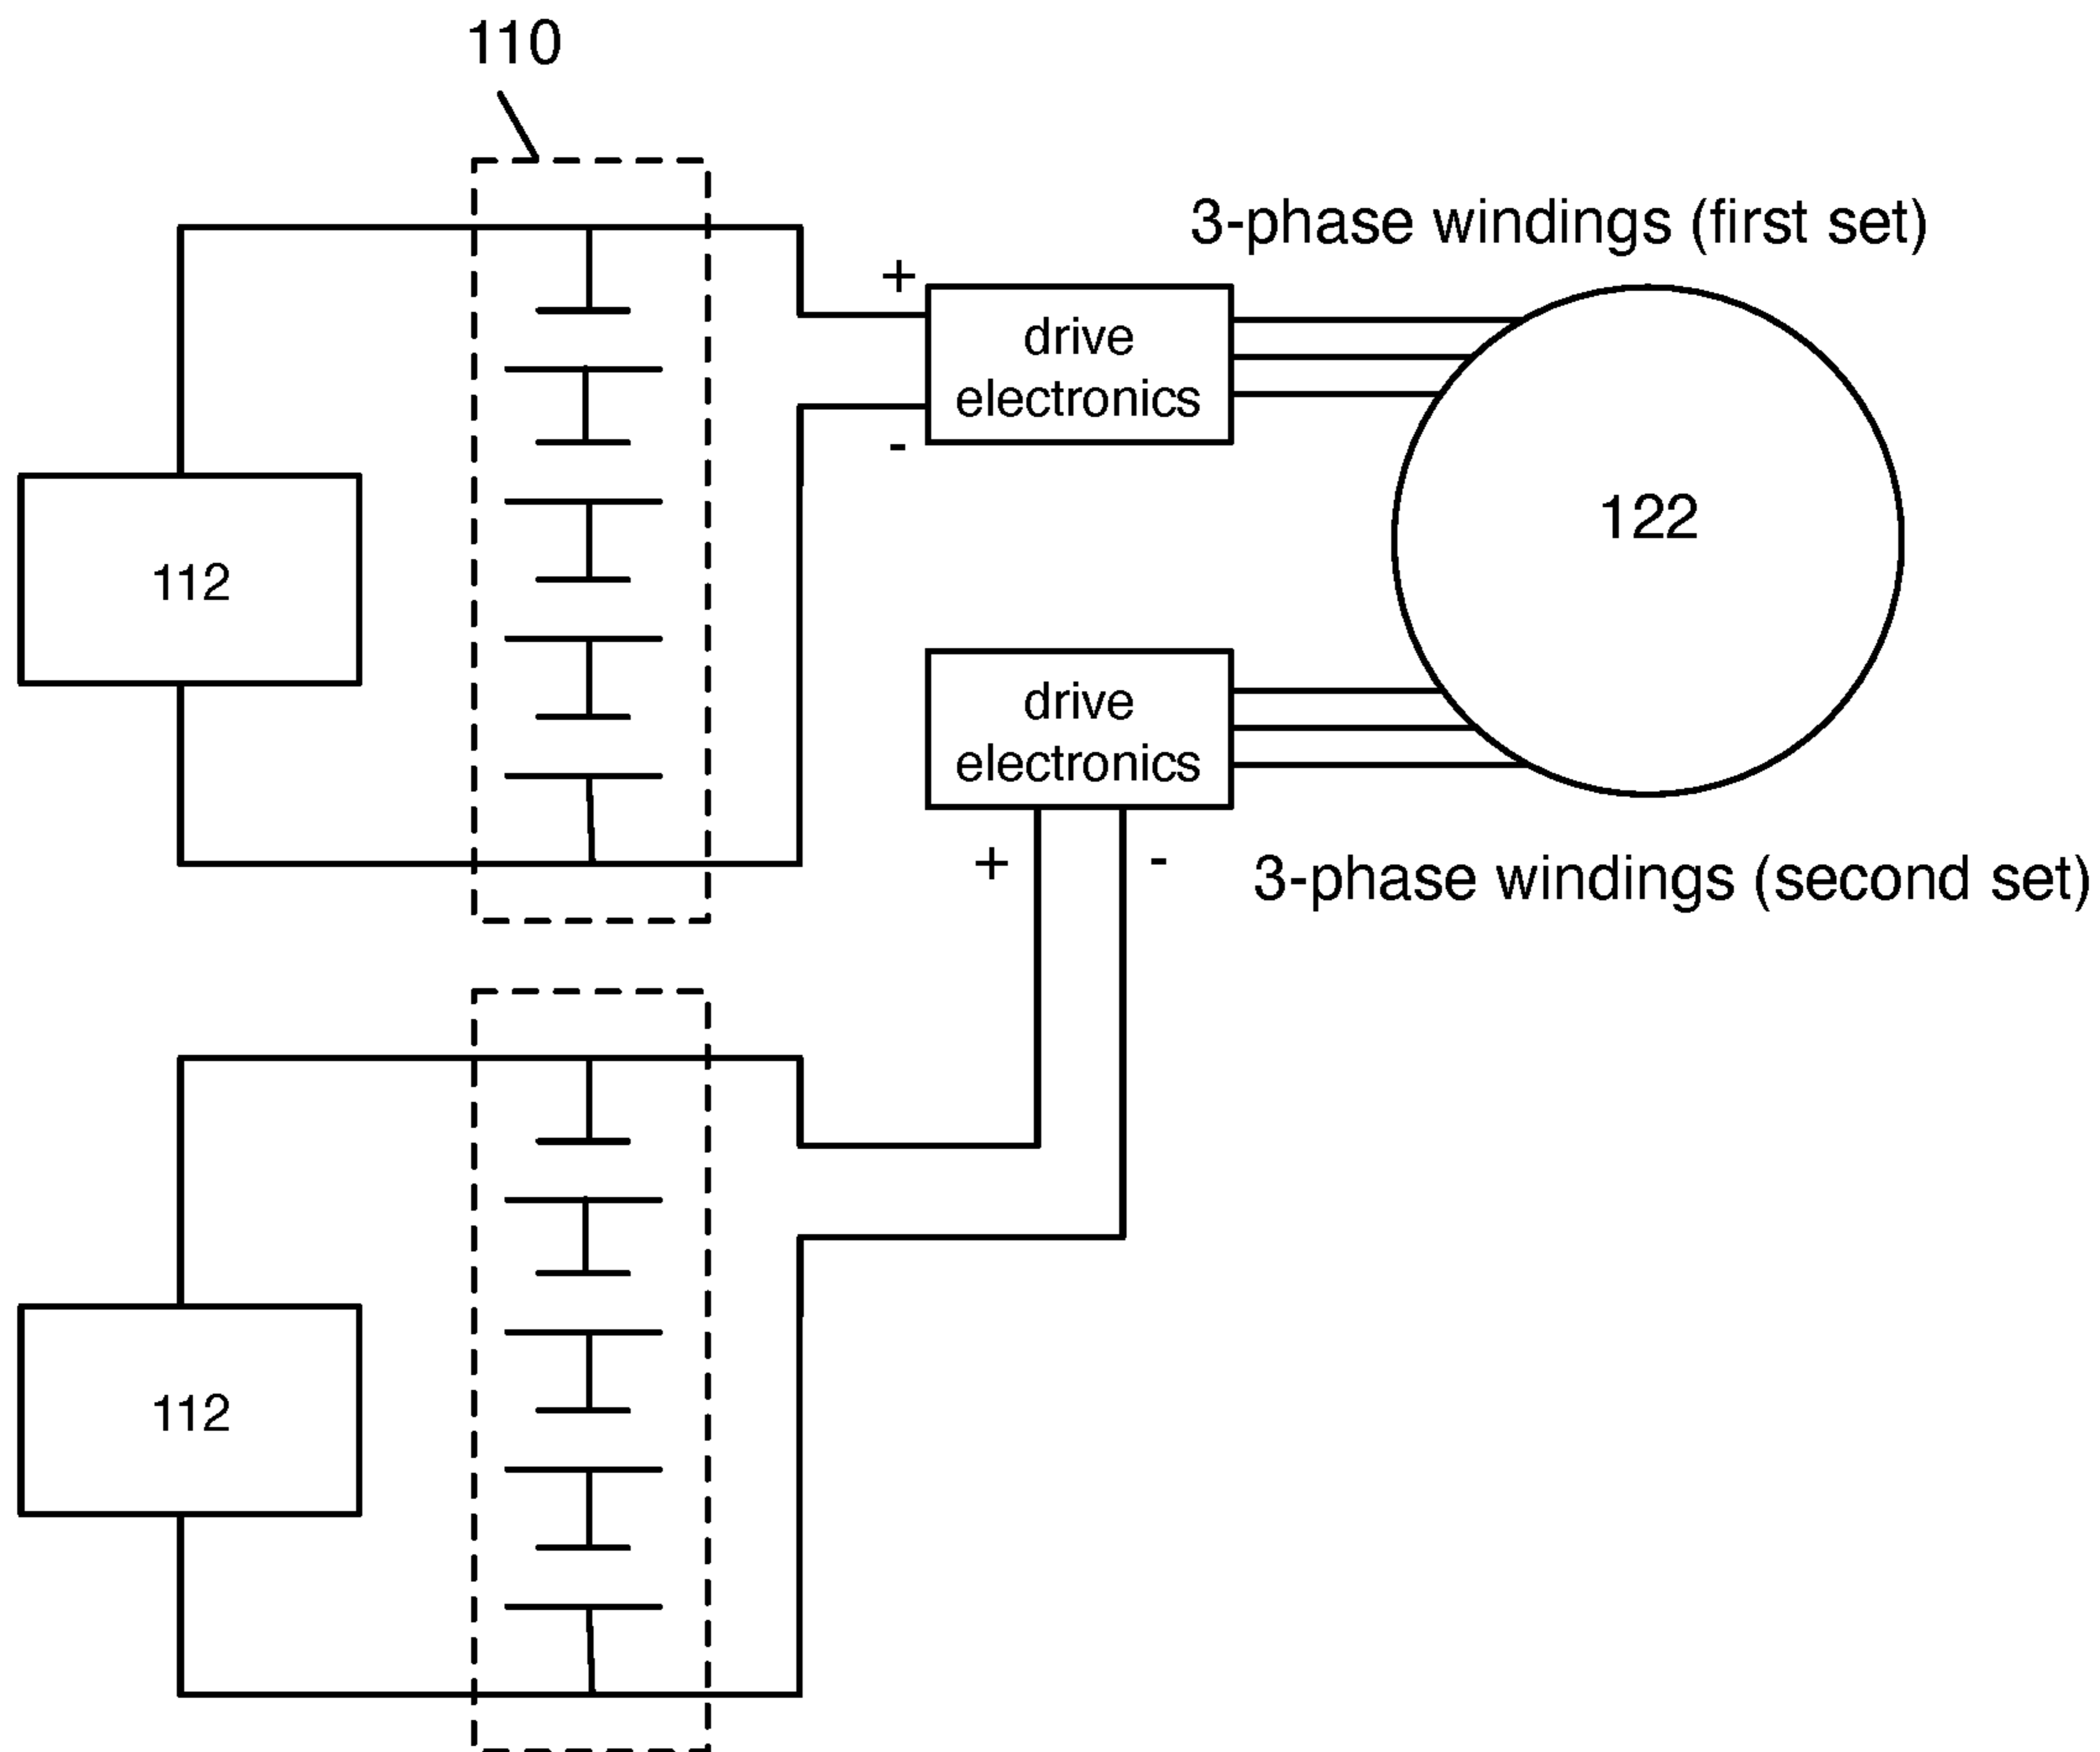 110
3-phase windings (first set)
+
drive
electronics
-
122
112
drive
electronics
+
-
3-phase windings (second set)
112